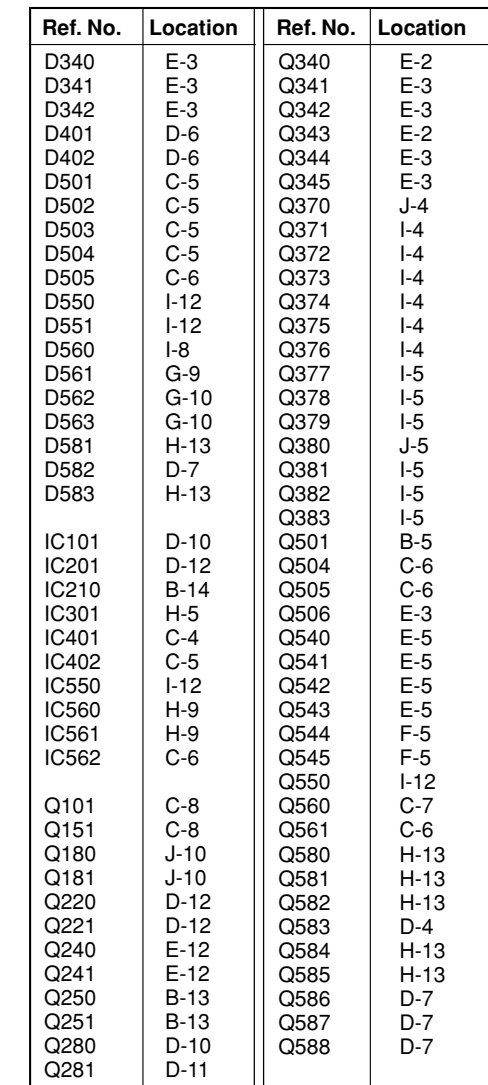 Ref. No. Location Ref. No. Location
D340 E-3 Q340 E-2
D341 E-3 Q341 E-3
D342 E-3 Q342 E-3
D401 D-6 Q343 E-2
D402 D-6 Q344 E-3
D501 C-5 Q345 E-3
D502 C-5 Q370 J-4
D503 C-5 Q371 I-4
D504 C-5 Q372 I-4
D505 C-6 Q373 I-4
D550 I-12 Q374 I-4
D551 I-12 Q375 I-4
D560 I-8 Q376 I-4
D561 G-9 Q377 I-5
D562 G-10 Q378 I-5
D563 G-10 Q379 I-5
D581 H-13 Q380 J-5
D582 D-7 Q381 I-5
D583 H-13 Q382 I-5
Q383 I-5
IC101 D-10 Q501 B-5
IC201 D-12 Q504 C-6
IC210 B-14 Q505 C-6
IC301 H-5 Q506 E-3
IC401 C-4 Q540 E-5
IC402 C-5 Q541 E-5
IC550 I-12 Q542 E-5
IC560 H-9 Q543 E-5
IC561 H-9 Q544 F-5
IC562 C-6 Q545 F-5
Q550 I-12
Q101 C-8 Q560 C-7
Q151 C-8 Q561 C-6
Q180 J-10 Q580 H-13
Q181 J-10 Q581 H-13
Q220 D-12 Q582 H-13
Q221 D-12 Q583 D-4
Q240 E-12 Q584 H-13
Q241 E-12 Q585 H-13
Q250 B-13 Q586 D-7
Q251 B-13 Q587 D-7
Q280 D-10 Q588 D-7
Q281 D-11